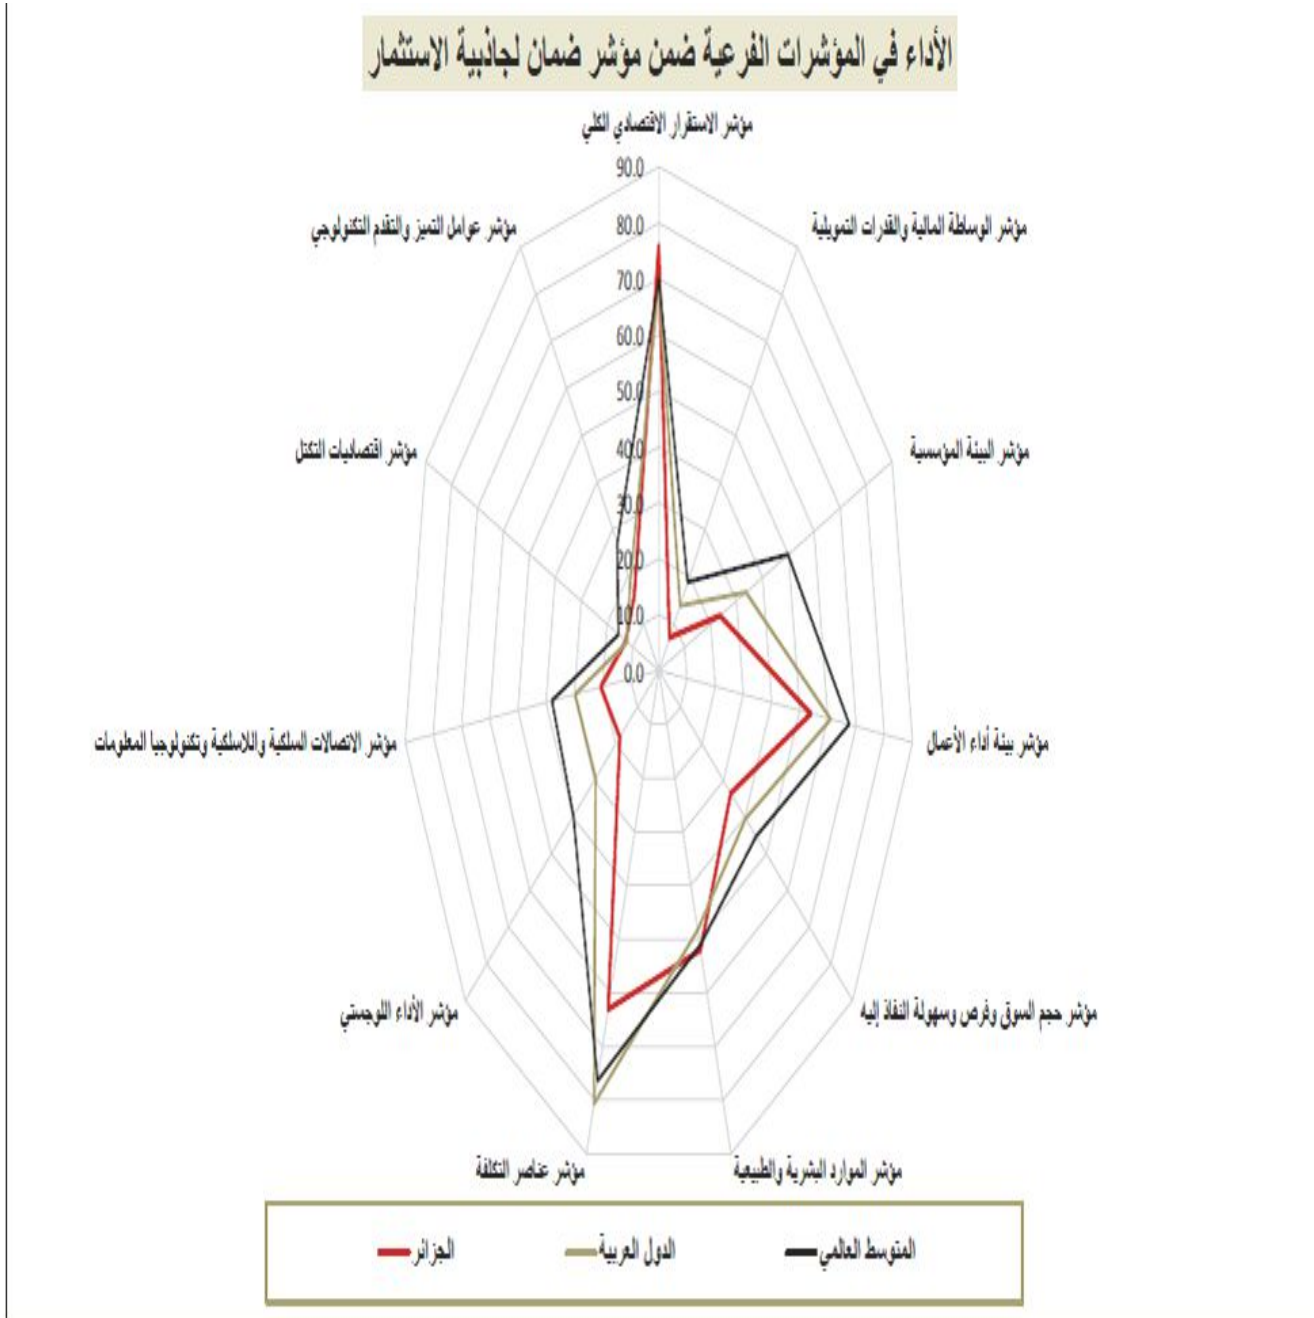 الأداء في المؤشرات الفرعية ضمن مؤشر ضمان لجاذبية الاستثمار
مؤشر الاستقرار الاقتصادي الكلي
مؤشر الوساطة المالية والقدرات التمويلية
مؤشر البيئة المؤسسية
مؤشر بيئة أداء الأعمال
مؤشر حجم السوق وفرص وسهولة النفاذ إليه
مؤشر الموارد البشرية والطبيعية
مؤشر عناصر التكلفة
مؤشر الأداء اللوجستي
مؤشر الاتصالات السلكية واللاسلكية وتكنولوجيا المعلومات
مؤشر اقتصاديات التكتل
مؤشر عوامل التميز والتقدم التكنولوجي
90.0
80.0
70.0
60.0
50.0
40.0
30.0
20.0
10.0
0.0
المتوسط العالمي
الدول العربية
الجزائر